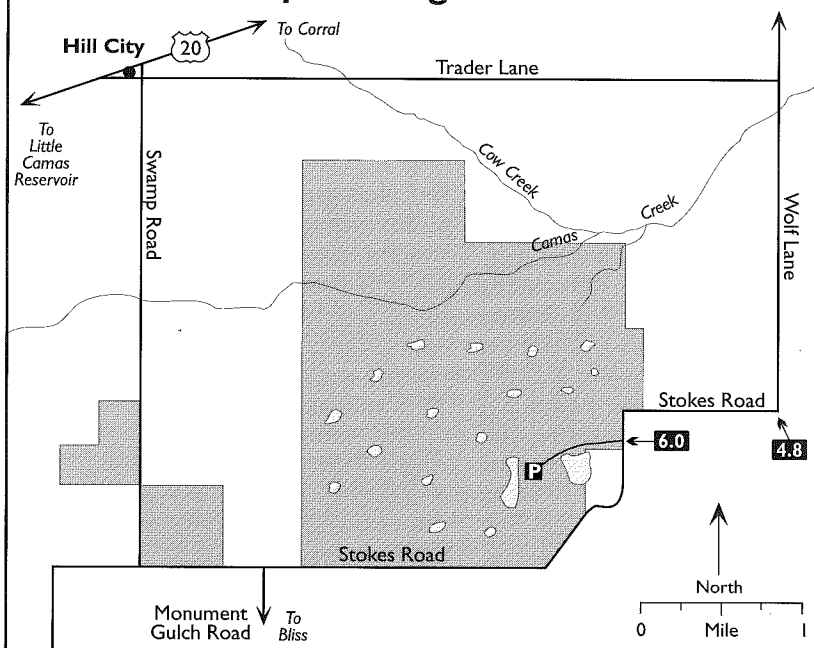 To Corral
Hill City
20
Trader Lane
To
Little
Camas
Reservoir
Swamp Road
Cow Creek
Camas
Creek
Wolf Lane
Stokes Road
6.0
4.8
P
Stokes Road
North
Monument
Gulch Road
To
Bliss
0
Mile
1